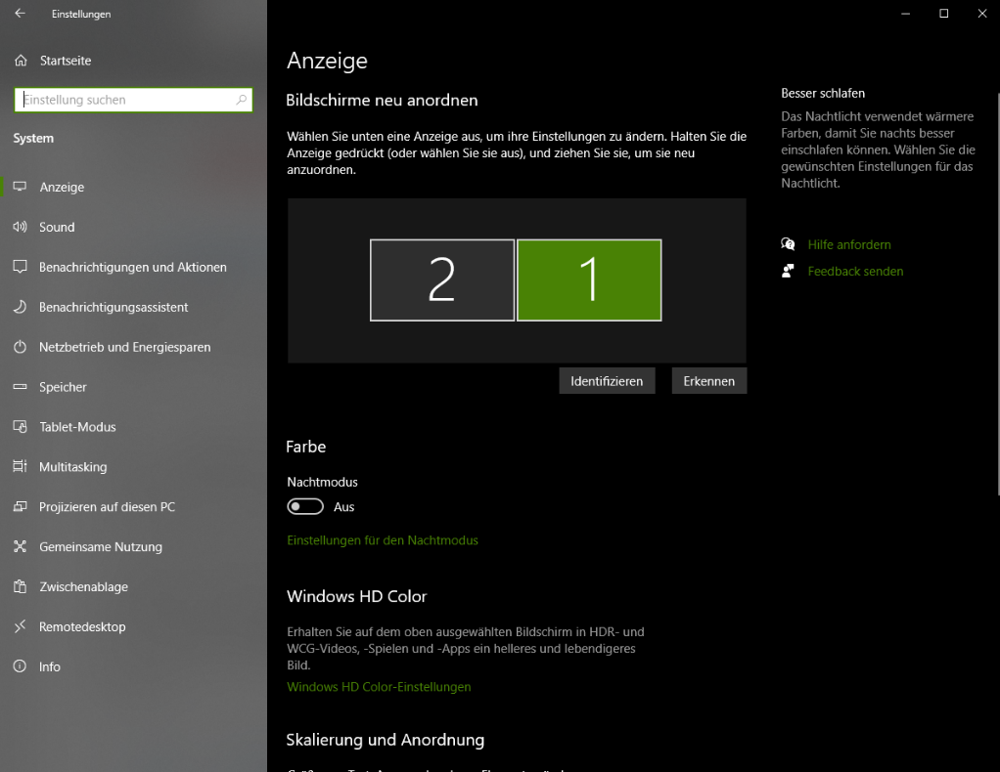 Einstellungen
Startseite
Einstellung suchen
System
Anzeige
Sound
Benachrichtigungen und Aktionen
Benachrichtigungsassistent
Netzbetrieb und Energiesparen
Speicher
Tablet-Modus
Multitasking
Projizieren auf diesen PC
Gemeinsame Nutzung
Zwischenablage
Remotedesktop
Info
Anzeige
Bildschirme neu anordnen
Wählen Sie unten eine Anzeige aus, um ihre Einstellungen zu ändern. Halten Sie die
Anzeige gedrückt (oder wählen Sie sie aus), und ziehen Sie sie, um sie neu
anzuordnen.
2
1
Identifizieren
Erkennen
Farbe
Nachtmodus
Aus
Einstellungen für den Nachtmodus
Windows HD Color
Erhalten Sie auf dem oben ausgewählten Bildschirm in HDR- und
WCG-Videos, -Spielen und -Apps ein helleres und lebendigeres
Bild.
Windows HD Color-Einstellungen
Skalierung und Anordnung
Besser schlafen
Das Nachtlicht verwendet wärmere
Farben, damit Sie nachts besser
einschlafen können. Wählen Sie die
gewünschten Einstellungen für das
Nachtlicht.
Hilfe anfordern
Feedback senden